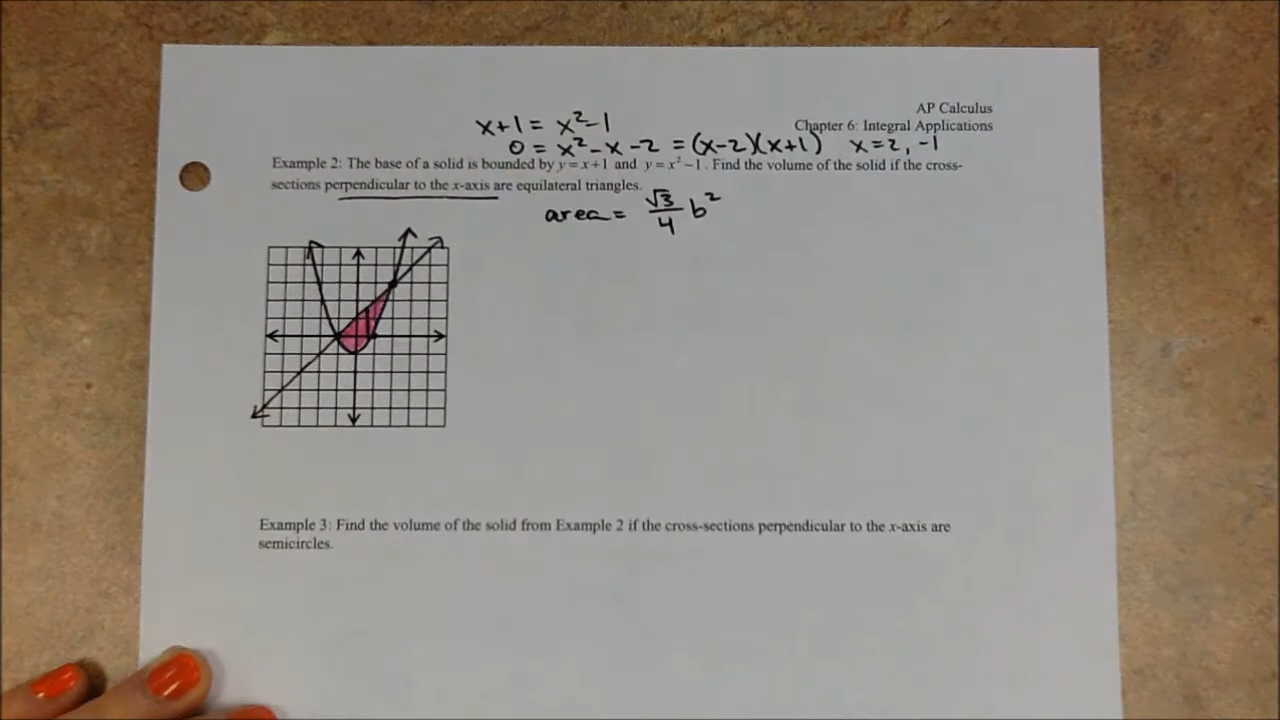 AP Calculus
x+1 = x²-1
Chapter 6: Integral Applications
0 = x²-x-2 = (x-2)(x+1) x=2, -1
Example 2: The base of a solid is bounded by y = x+1 and y = x² -1. Find the volume of the solid if the cross-
sections perpendicular to the x-axis are equilateral triangles.
area = √3/4 b²
Example 3: Find the volume of the solid from Example 2 if the cross-sections perpendicular to the x-axis are
semicircles.